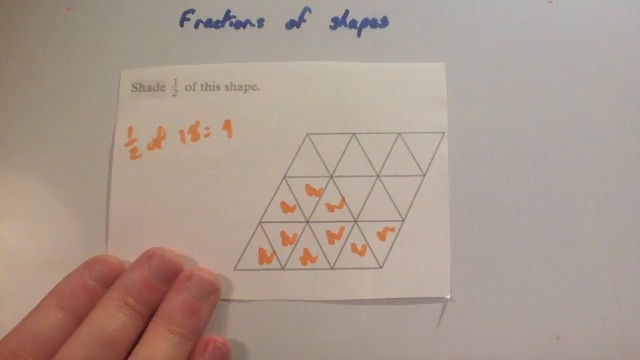 Fractions of shapes
Shade 1/2 of this shape.
1/2 of 18 = 9